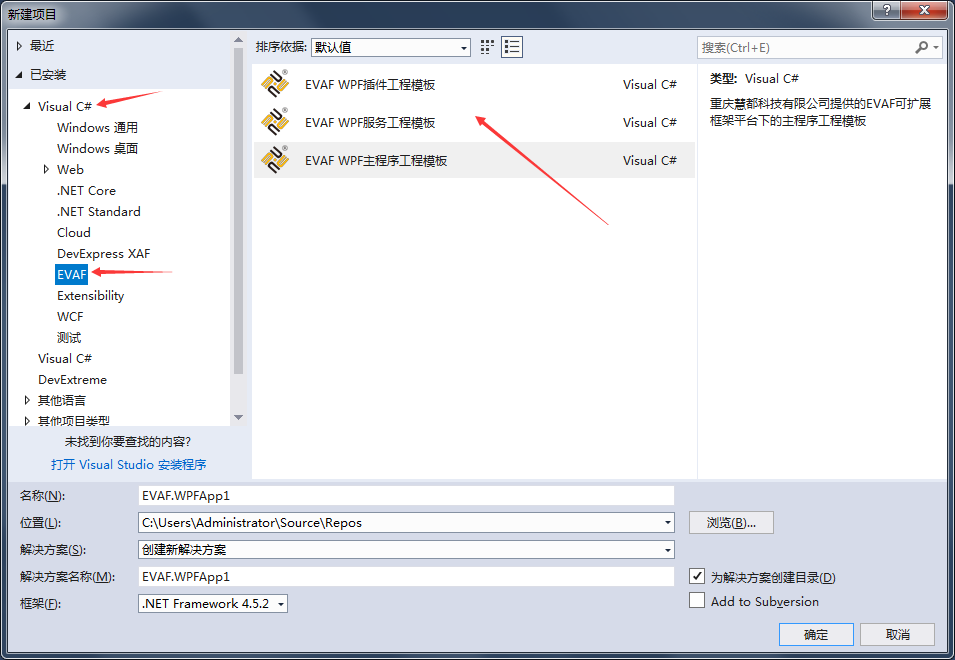 新建项目
最近
已安装
Visual C#
Windows 通用
Windows 桌面
Web
.NET Core
.NET Standard
Cloud
DevExpress XAF
EVAF
Extensibility
WCF
测试
Visual C#
DevExtreme
其他语言
其他项目类型
未找到你要查找的内容?
打开 Visual Studio 安装程序
排序依据: 默认值
EVAF WPF插件工程模板 Visual C#
EVAF WPF服务工程模板 Visual C#
EVAF WPF主程序工程模板 Visual C#
搜索(Ctrl+E)
类型: Visual C#
重庆慧都科技有限公司提供的EVAF可扩展
框架平台下的主程序工程模板
名称(N): EVAF.WPFApp1
位置(L): C:\Users\Administrator\Source\Repos 浏览(B)...
解决方案(S): 创建新解决方案
解决方案名称(M): EVAF.WPFApp1 为解决方案创建目录(D)
框架(F): .NET Framework 4.5.2 Add to Subversion
确定 取消